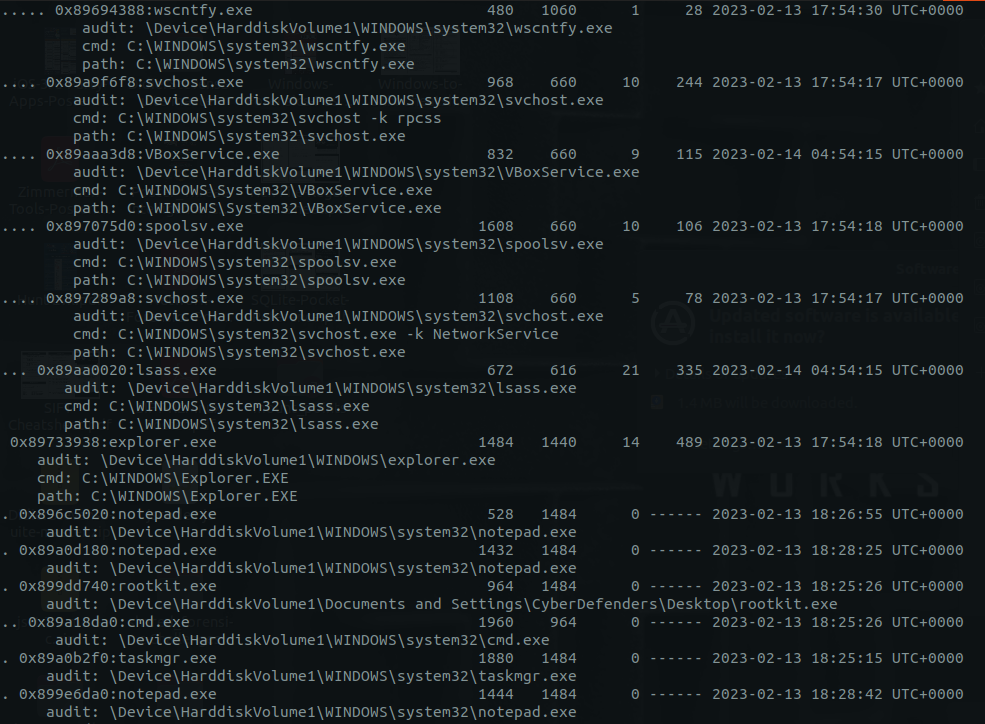 ..... 0x89694388:wscntfy.exe 480 1060 1 28 2023-02-13 17:54:30 UTC+0000
audit: \Device\HarddiskVolume1\WINDOWS\system32\wscntfy.exe
cmd: C:\WINDOWS\system32\wscntfy.exe
path: C:\WINDOWS\system32\wscntfy.exe
.... 0x89a9f6f8:svchost.exe 968 660 10 244 2023-02-13 17:54:17 UTC+0000
audit: \Device\HarddiskVolume1\WINDOWS\system32\svchost.exe
cmd: C:\WINDOWS\system32\svchost -k rpcss
path: C:\WINDOWS\system32\svchost.exe
.... 0x89aaa3d8:VBoxService.exe 832 660 9 115 2023-02-14 04:54:15 UTC+0000
audit: \Device\HarddiskVolume1\WINDOWS\system32\VBoxService.exe
cmd: C:\WINDOWS\System32\VBoxService.exe
path: C:\WINDOWS\System32\VBoxService.exe
.... 0x897075d0:spoolsv.exe 1608 660 10 106 2023-02-13 17:54:18 UTC+0000
audit: \Device\HarddiskVolume1\WINDOWS\system32\spoolsv.exe
cmd: C:\WINDOWS\system32\spoolsv.exe
path: C:\WINDOWS\system32\spoolsv.exe
.... 0x897289a8:svchost.exe 1108 660 5 78 2023-02-13 17:54:17 UTC+0000
audit: \Device\HarddiskVolume1\WINDOWS\system32\svchost.exe
cmd: C:\WINDOWS\system32\svchost.exe -k NetworkService
path: C:\WINDOWS\system32\svchost.exe
... 0x89aa0020:lsass.exe 672 616 21 335 2023-02-14 04:54:15 UTC+0000
audit: \Device\HarddiskVolume1\WINDOWS\system32\lsass.exe
cmd: C:\WINDOWS\system32\lsass.exe
path: C:\WINDOWS\system32\lsass.exe
0x89733938:explorer.exe 1484 1440 14 489 2023-02-13 17:54:18 UTC+0000
audit: \Device\HarddiskVolume1\WINDOWS\explorer.exe
cmd: C:\WINDOWS\Explorer.EXE
path: C:\WINDOWS\Explorer.EXE
. 0x896c5020:notepad.exe 528 1484 0 ------ 2023-02-13 18:26:55 UTC+0000
audit: \Device\HarddiskVolume1\WINDOWS\system32\notepad.exe
. 0x89a0d180:notepad.exe 1432 1484 0 ------ 2023-02-13 18:28:25 UTC+0000
audit: \Device\HarddiskVolume1\WINDOWS\system32\notepad.exe
. 0x899dd740:rootkit.exe 964 1484 0 ------ 2023-02-13 18:25:26 UTC+0000
audit: \Device\HarddiskVolume1\Documents and Settings\CyberDefenders\Desktop\rootkit.exe
.. 0x89a18da0:cmd.exe 1960 964 0 ------ 2023-02-13 18:25:26 UTC+0000
audit: \Device\HarddiskVolume1\WINDOWS\system32\cmd.exe
. 0x89a0b2f0:taskmgr.exe 1880 1484 0 ------ 2023-02-13 18:25:15 UTC+0000
audit: \Device\HarddiskVolume1\WINDOWS\system32\taskmgr.exe
. 0x899e6da0:notepad.exe 1444 1484 0 ------ 2023-02-13 18:28:42 UTC+0000
audit: \Device\HarddiskVolume1\WINDOWS\system32\notepad.exe
Software
Updated software is available
Install it now?
W O R K S